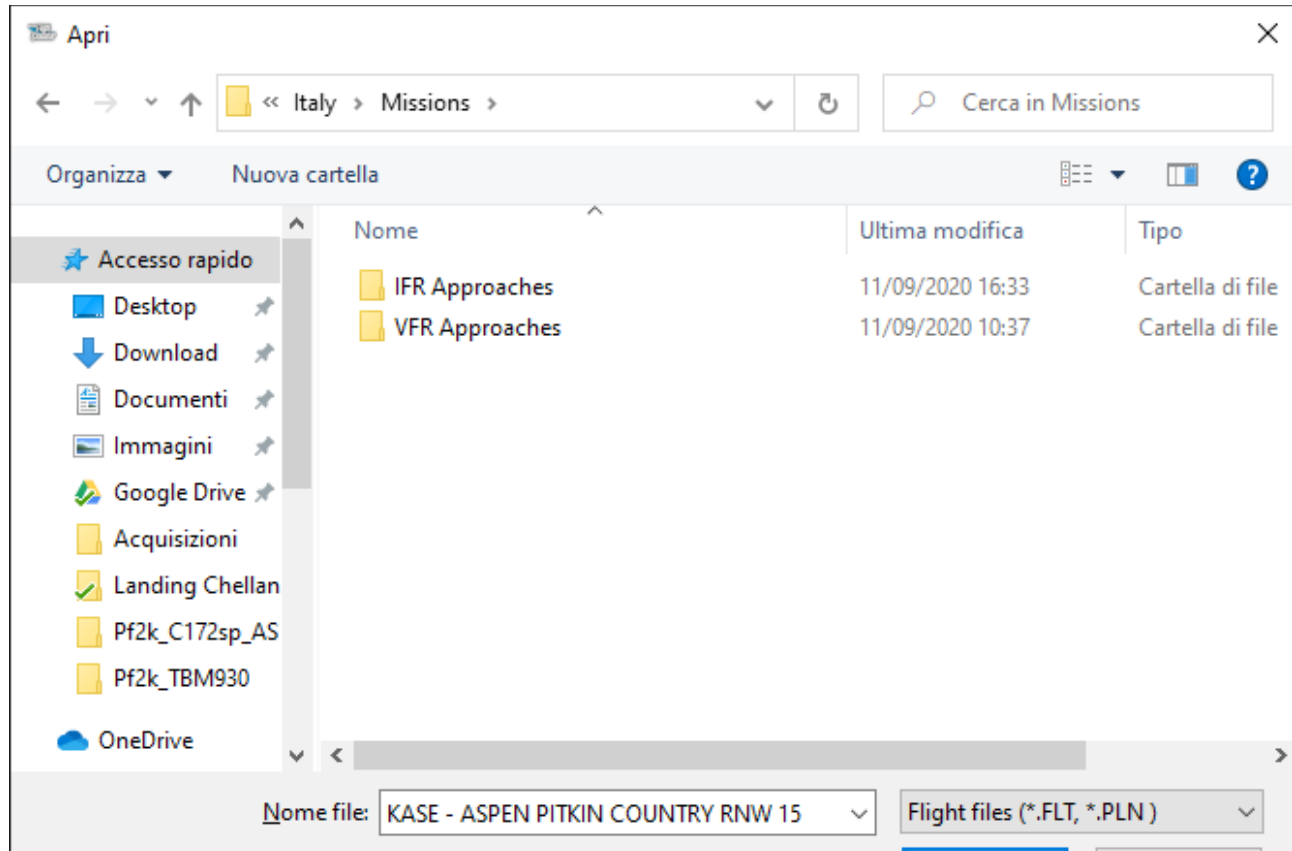 Apri
« Italy › Missions ›
Cerca in Missions
Organizza
Nuova cartella
?
Nome Ultima modifica Tipo
Accesso rapido
Desktop
Download
Documenti
Immagini
Google Drive
Acquisizioni
Landing Chellan
Pf2k_C172sp_AS
Pf2k_TBM930
OneDrive
IFR Approaches 11/09/2020 16:33 Cartella di file
VFR Approaches 11/09/2020 10:37 Cartella di file
Nome file: KASE - ASPEN PITKIN COUNTRY RNW 15 Flight files (*.FLT, *.PLN )